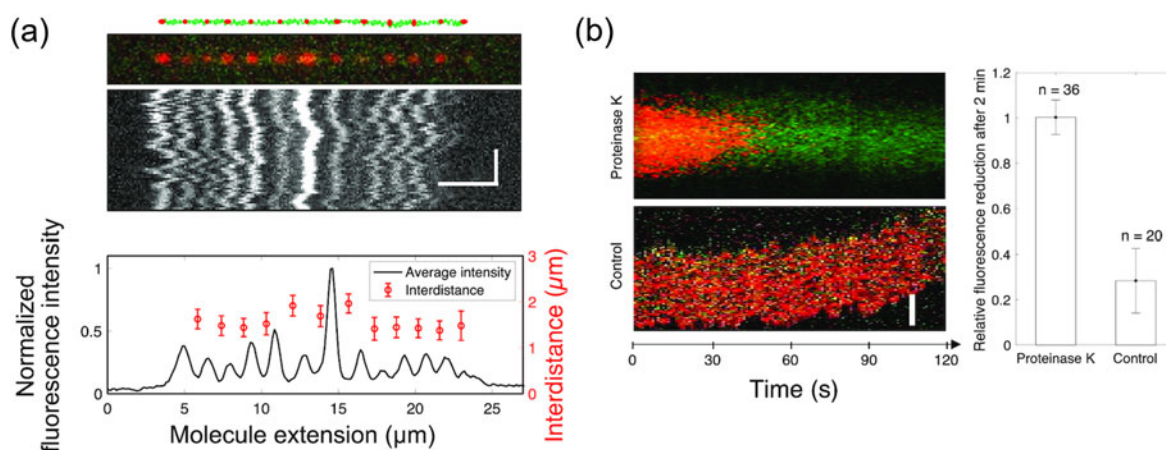 (a)
Normalized
fluorescence intensity
1
0.5
0
Average intensity
Interdistance
3
2
1
0
Interdistance (µm)
0
5
10
15
20
25
Molecule extension (µm)
(b)
Proteinase K
Control
0
30
60
90
120
Time (s)
Relative fluorescence reduction after 2 min
1.2
1
0.8
0.6
0.4
0.2
0
n = 36
n = 20
Proteinase K
Control